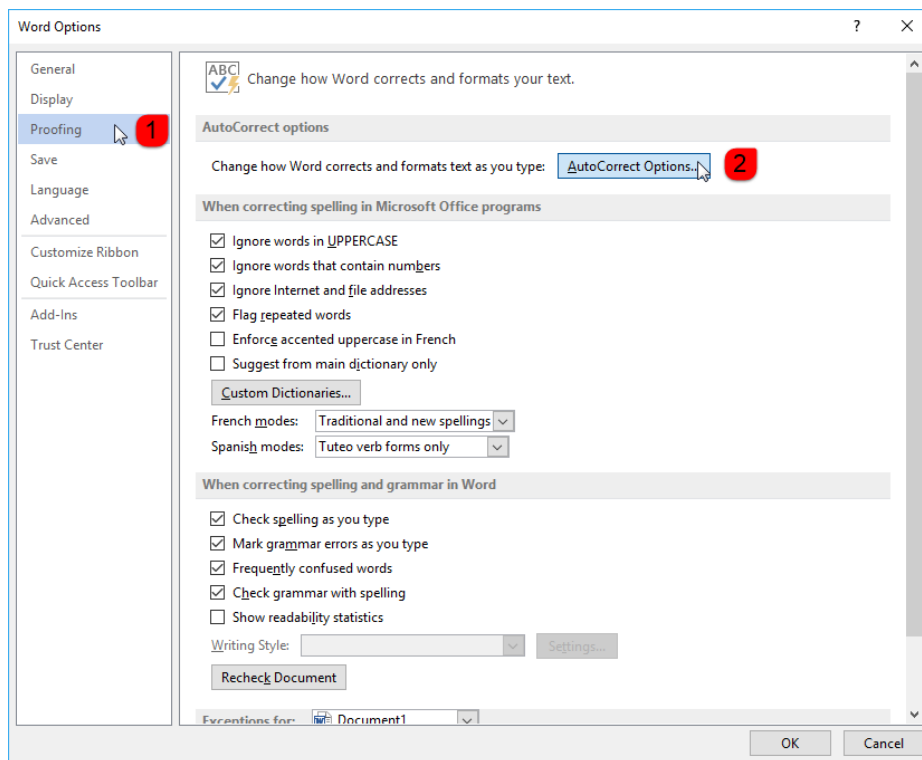 Word Options
?
General
Display
Proofing
1
Save
Language
Advanced
Customize Ribbon
Quick Access Toolbar
Add-Ins
Trust Center
ABC
Change how Word corrects and formats your text.
AutoCorrect options
Change how Word corrects and formats text as you type: AutoCorrect Options...
2
When correcting spelling in Microsoft Office programs
Ignore words in UPPERCASE
Ignore words that contain numbers
Ignore Internet and file addresses
Flag repeated words
Enforce accented uppercase in French
Suggest from main dictionary only
Custom Dictionaries...
French modes: Traditional and new spellings
Spanish modes: Tuteo verb forms only
When correcting spelling and grammar in Word
Check spelling as you type
Mark grammar errors as you type
Frequently confused words
Check grammar with spelling
Show readability statistics
Writing Style: Settings...
Recheck Document
Exceptions for: Document1
OK Cancel